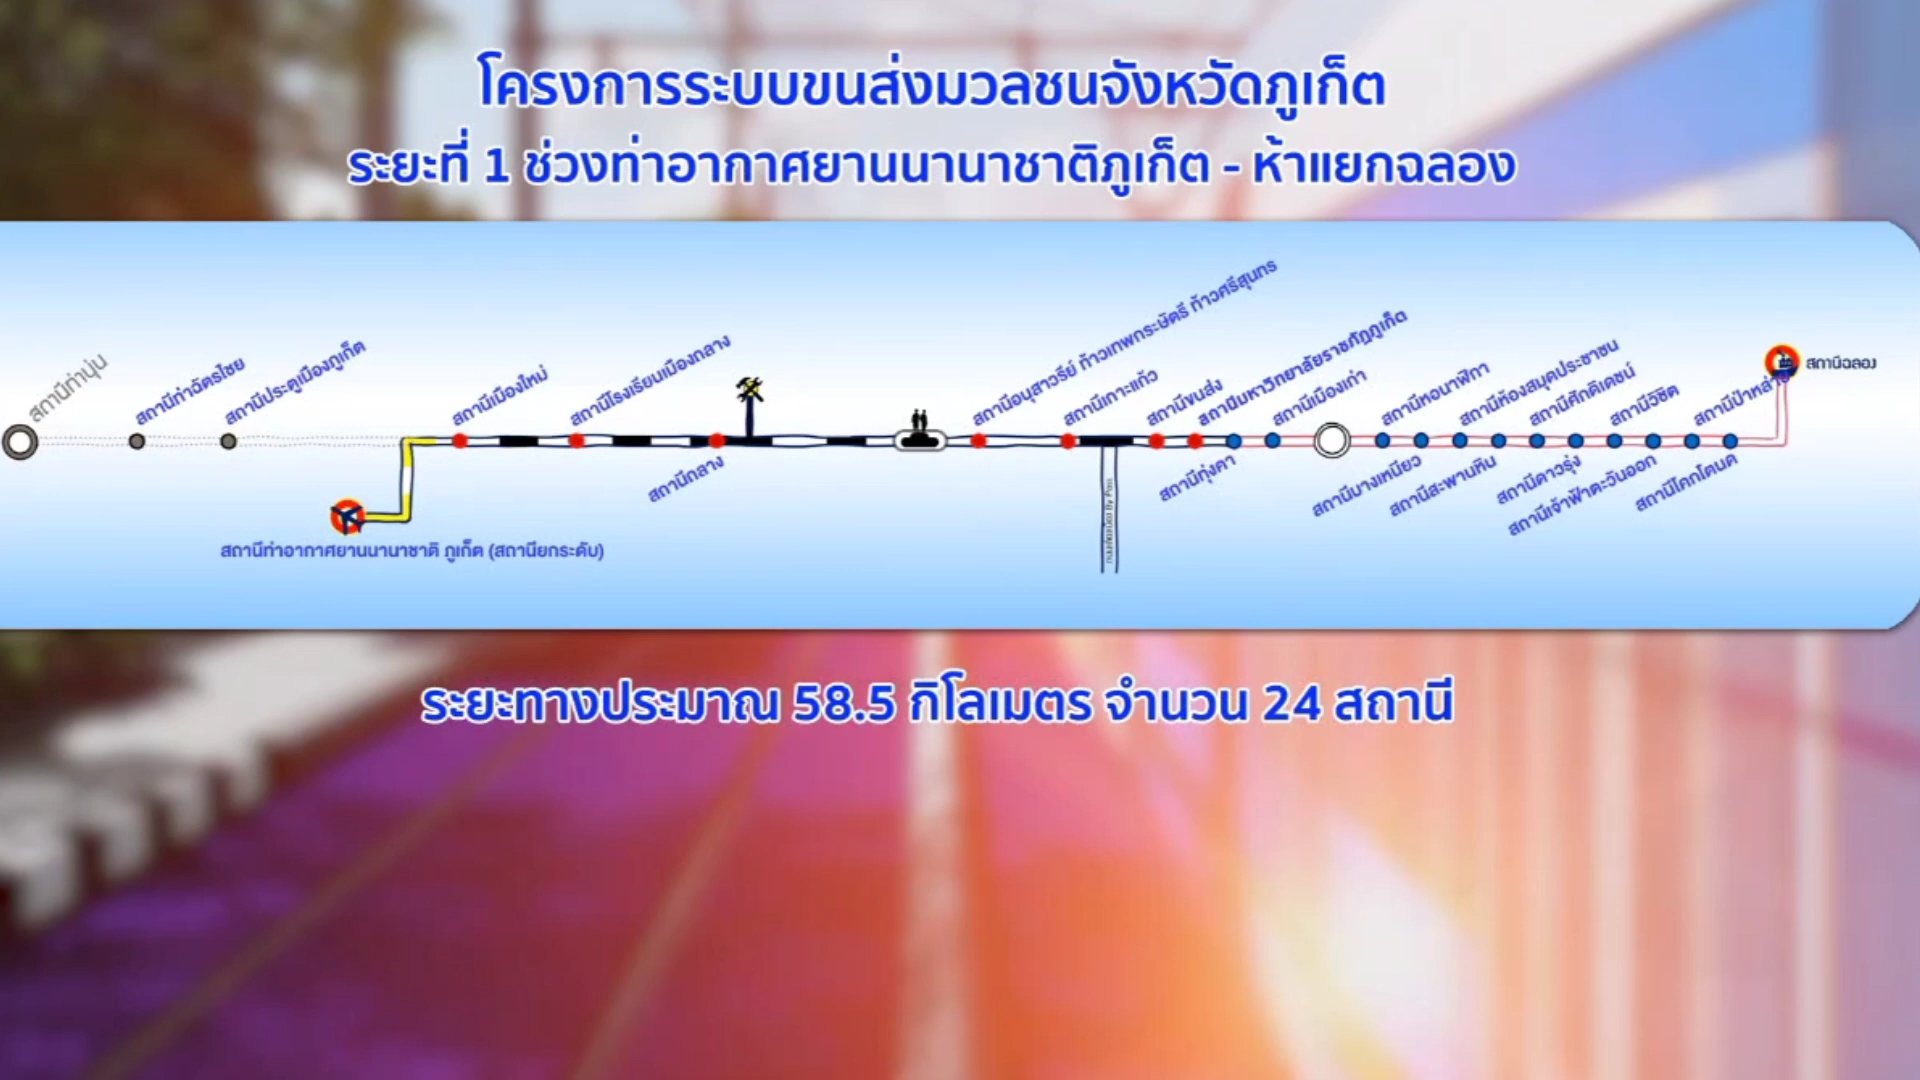 โครงการระบบขนส่งมวลชนจังหวัดภูเก็ต
ระยะที่ 1 ช่วงท่าอากาศยานนานาชาติภูเก็ต - ห้าแยกฉลอง
สถานีท่านุ่น
สถานีท่าฉัตรไชย
สถานีประตูเมืองภูเก็ต
สถานีเมืองใหม่
สถานีโรงเรียนเมืองถลาง
สถานีถลาง
สถานีอนุสาวรีย์ ท้าวเทพกระษัตรี ท้าวศรีสุนทร
สถานีเกาะแก้ว
สถานีขนส่ง
สถานีมหาวิทยาลัยราชภัฏภูเก็ต
สถานีทุ่งคา
สถานีเมืองเก่า
สถานีหอนาฬิกา
สถานีบางเหนียว
สถานีห้องสมุดประชาชน
สถานีสะพานหิน
สถานีศักดิเดชน์
สถานีดาวรุ่ง
สถานีวิชิต
สถานีเจ้าฟ้าตะวันออก
สถานีป่าหล่าย
สถานีโคกโตนด
สถานีฉลอง
สถานีท่าอากาศยานนานาชาติ ภูเก็ต (สถานียกระดับ)
By Pass
ระยะทางประมาณ 58.5 กิโลเมตร จำนวน 24 สถานี